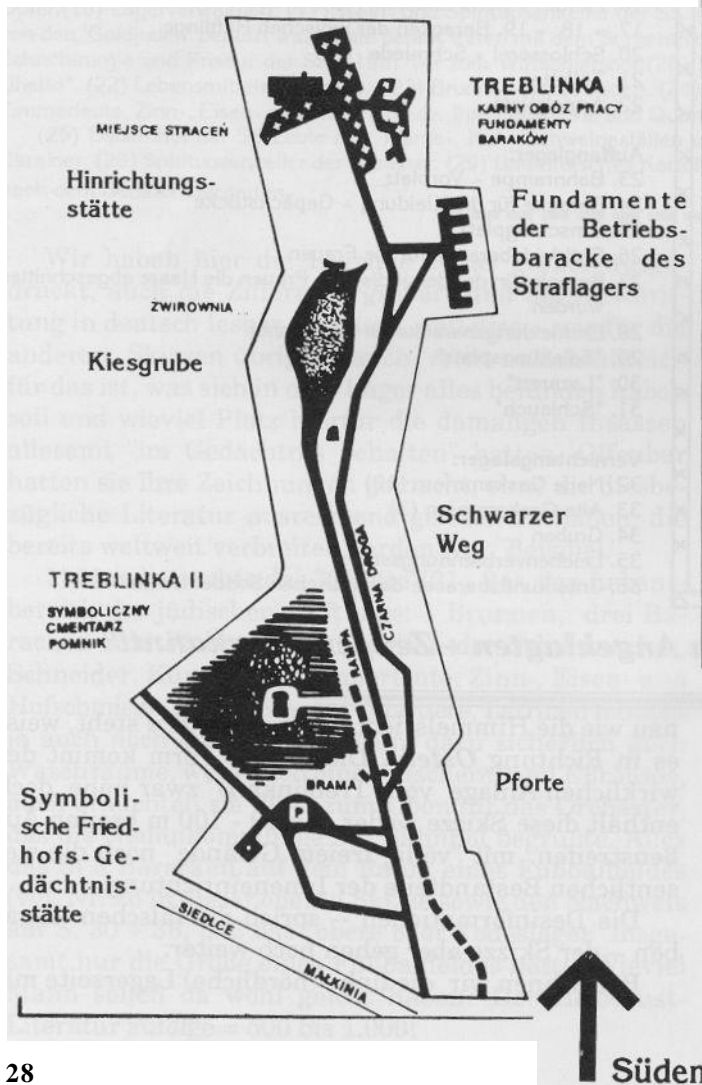 TREBLINKA I
KARNY OBÓZ PRACY
FUNDAMENTY
BARAKÓW
MIEJSCE STRACEŃ
Hinrichtungs-
stätte
Fundamente
der Betriebs-
baracke des
Straflagers
ŻWIROWNIA
Kiesgrube
Schwarzer
Weg
CZARNA DROGA
TREBLINKA II
SYMBOLICZNY
CMENTARZ
POMNIK
RAMPA
BRAMA
P
Pforte
Symboli-
sche Fried-
hofs Ge-
dächtnis-
stätte
SIEDLCE
MAŁKINIA
28
Süden